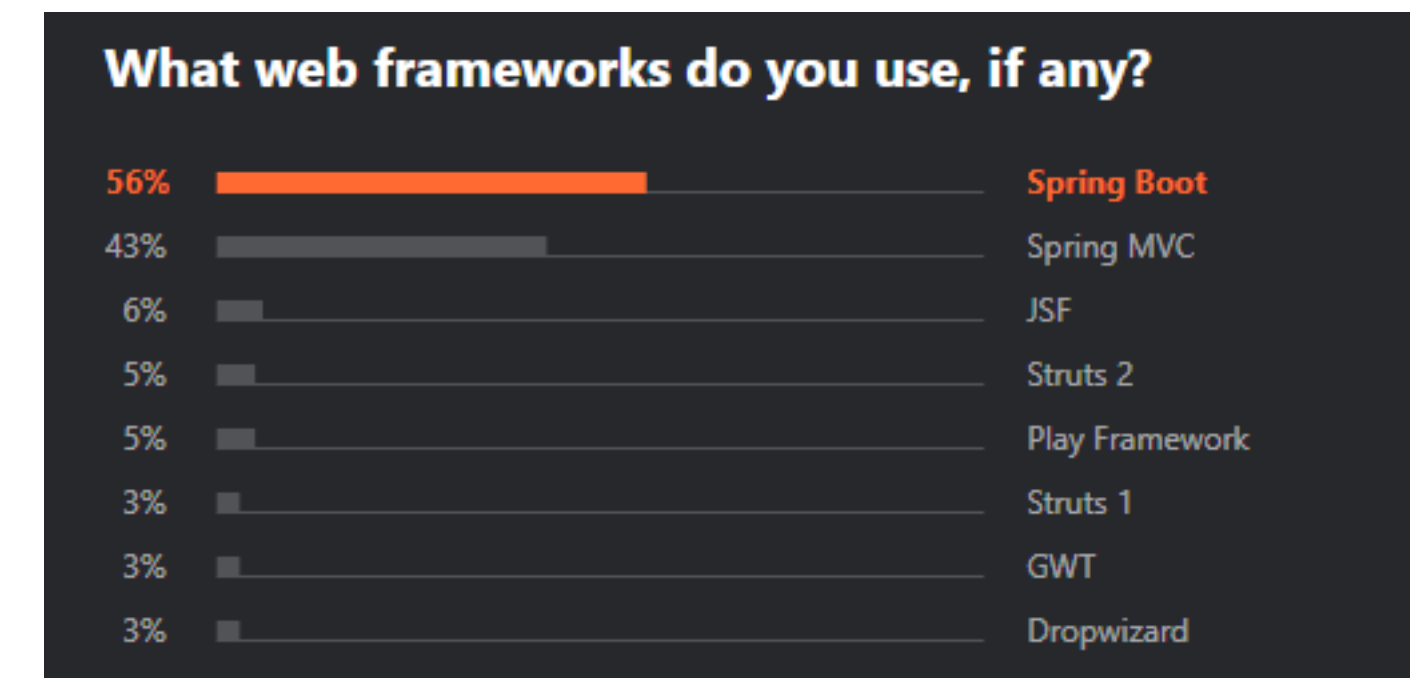 What web frameworks do you use, if any?
56% Spring Boot
43% Spring MVC
6% JSF
5% Struts 2
5% Play Framework
3% Struts 1
3% GWT
3% Dropwizard